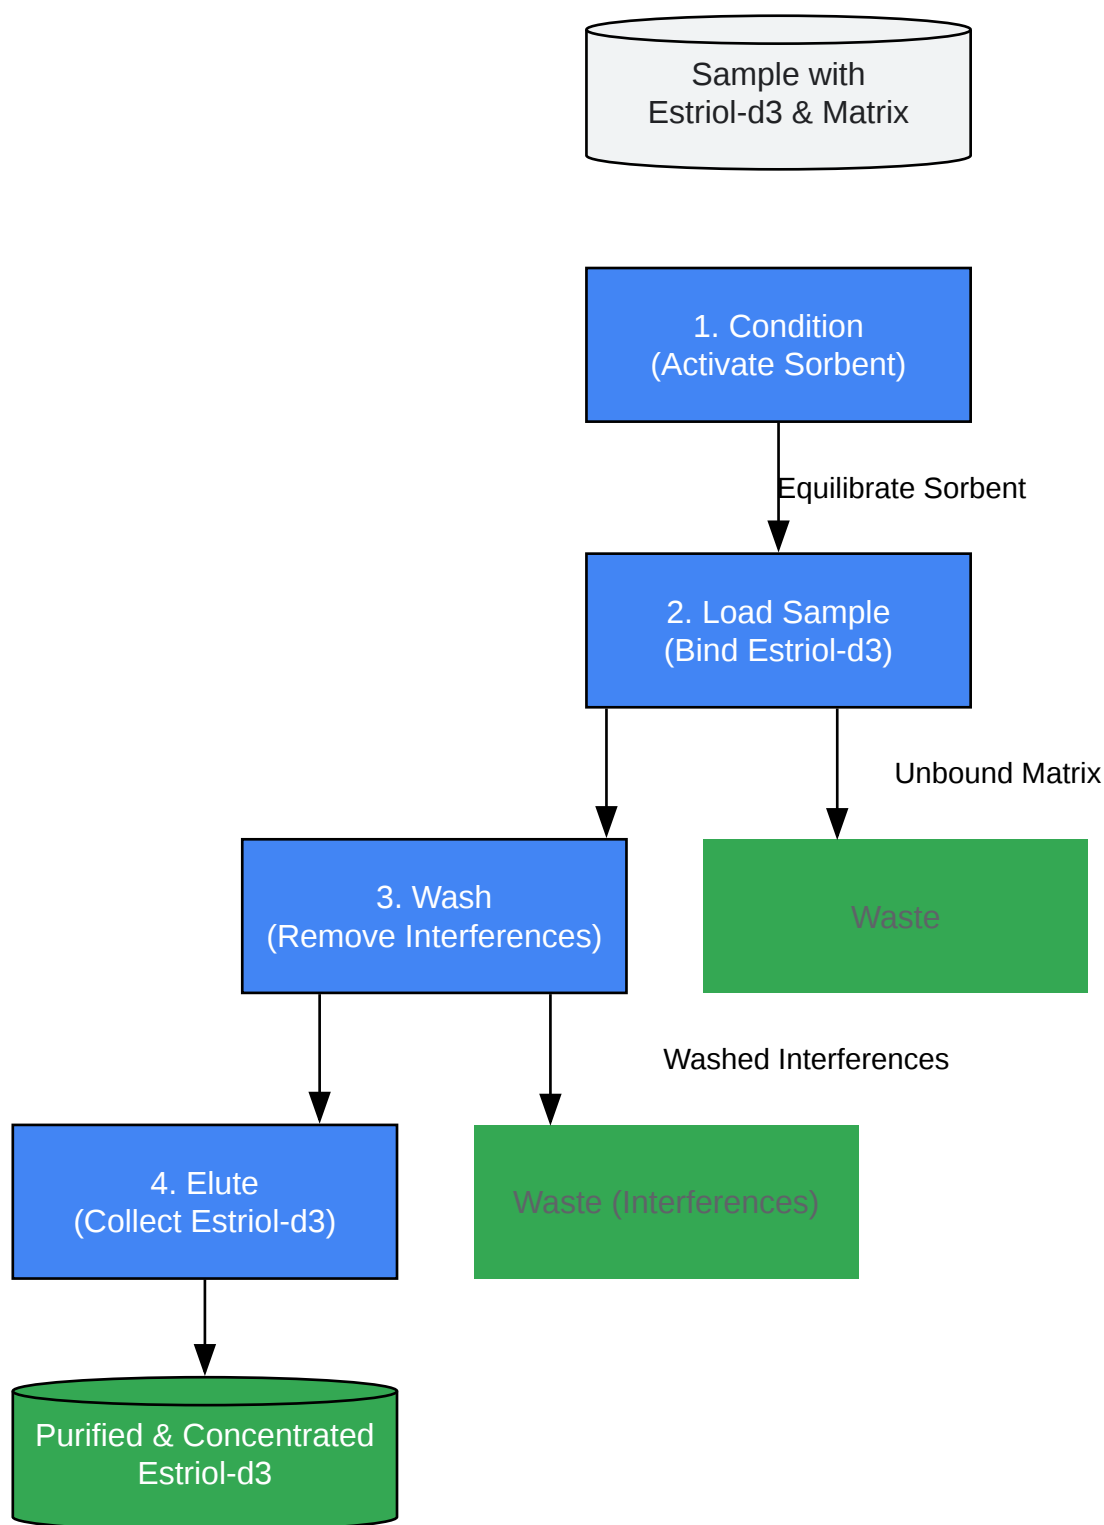 Sample with
Estriol-d3 & Matrix
1. Condition
(Activate Sorbent)
Equilibrate Sorbent
2. Load Sample
(Bind Estriol-d3)
Unbound Matrix
3. Wash
(Remove Interferences)
Waste
Washed Interferences
4. Elute
(Collect Estriol-d3)
Waste (Interferences)
Purified & Concentrated
Estriol-d3